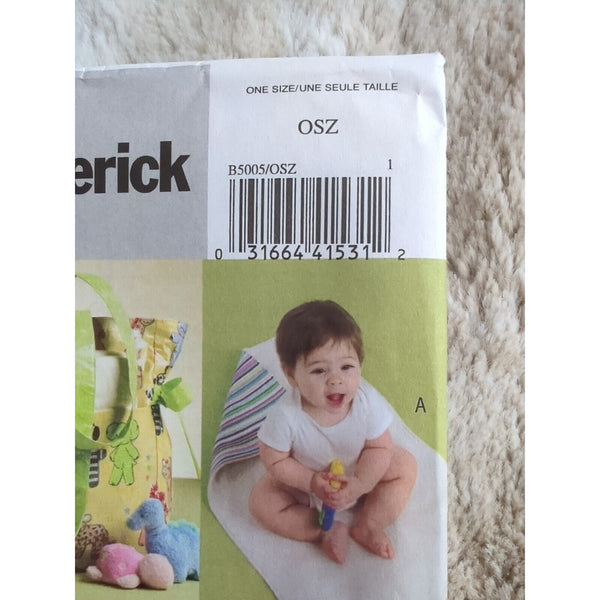 ONE SIZE/UNE SEULE TAILLE
OSZ
erick
B5005/OSZ 1
0 31664 41531 2
A